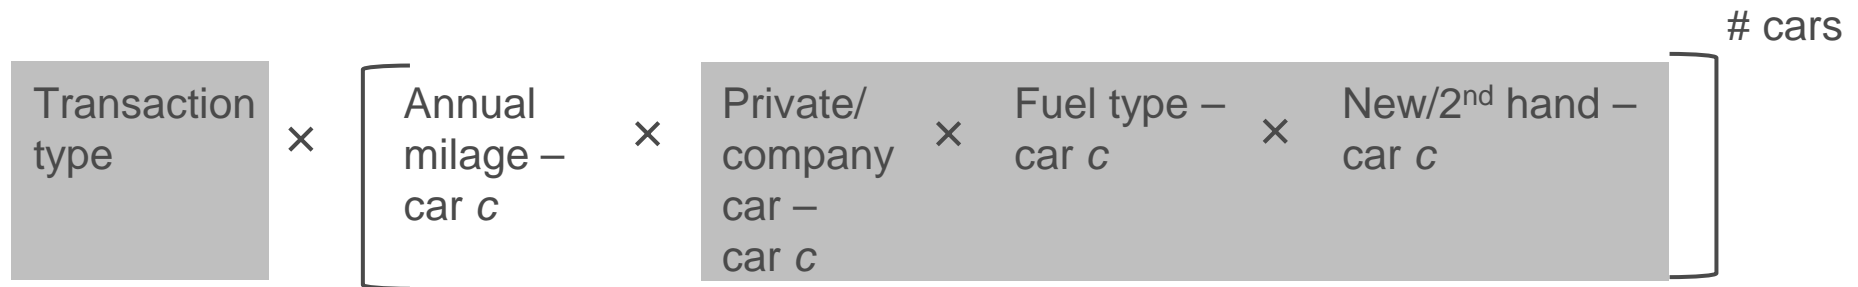 # cars
Transaction
type
×
Annual
milage –
car c
×
Private/
company
car –
car c
×
Fuel type –
car c
×
New/2nd hand –
car c